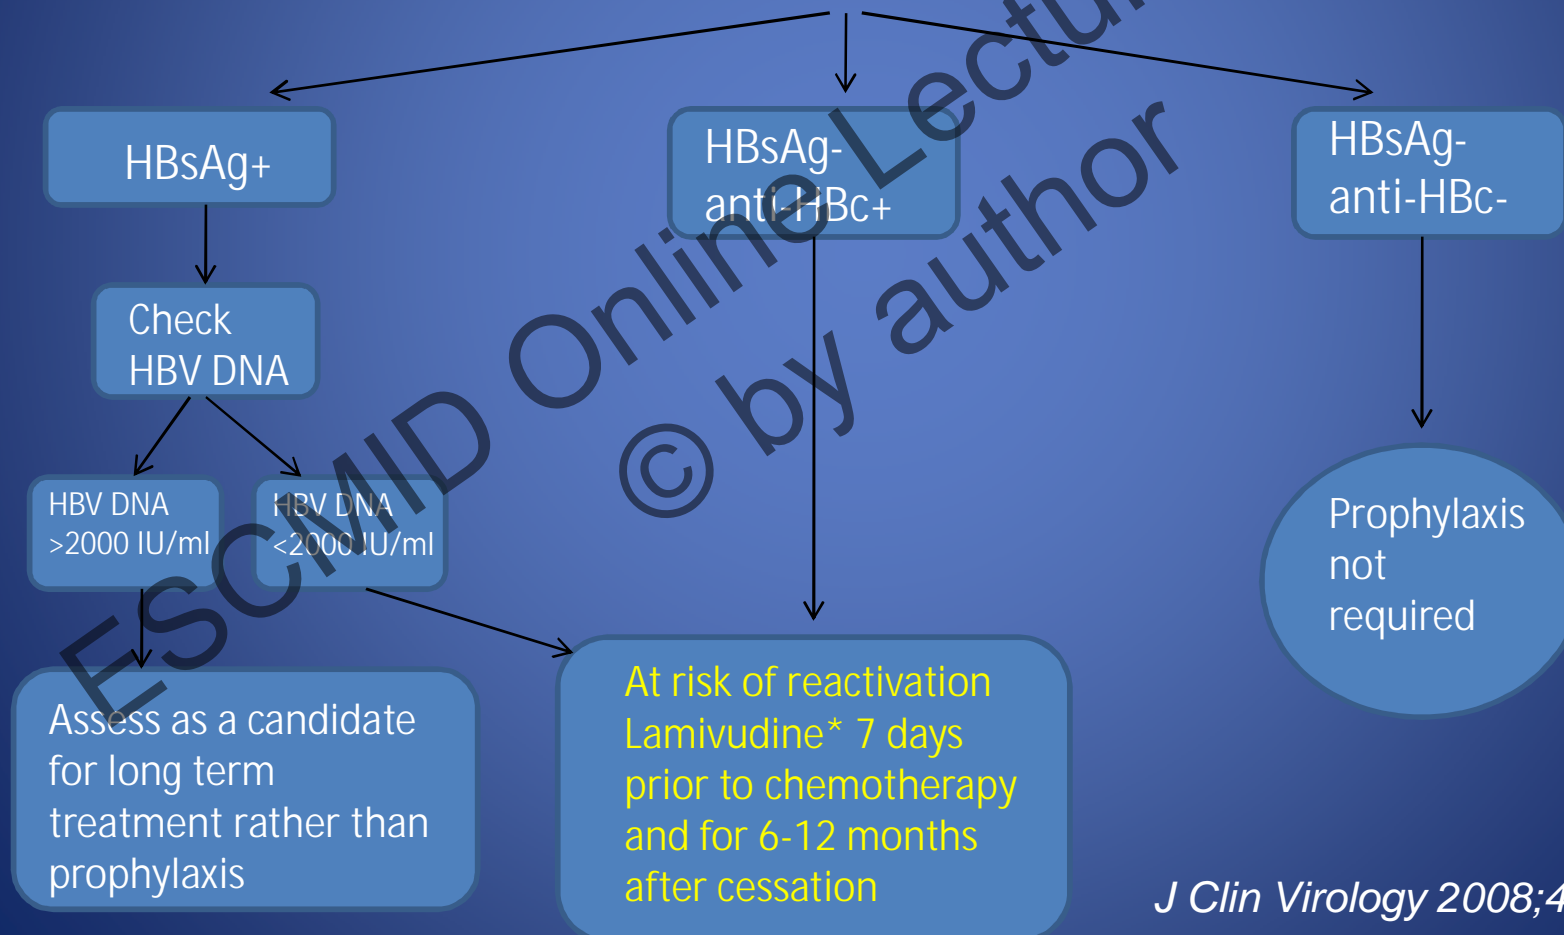 HBsAg+
HBsAg-
anti-HBc+
HBsAg-
anti-HBc-
Check
HBV DNA
HBV DNA
>2000 IU/ml
HBV DNA
<2000 IU/ml
Prophylaxis
not
required
Assess as a candidate
for long term
treatment rather than
prophylaxis
At risk of reactivation
Lamivudine* 7 days
prior to chemotherapy
and for 6-12 months
after cessation
J Clin Virology 2008;4
ESCMID Online Lectu
© by author